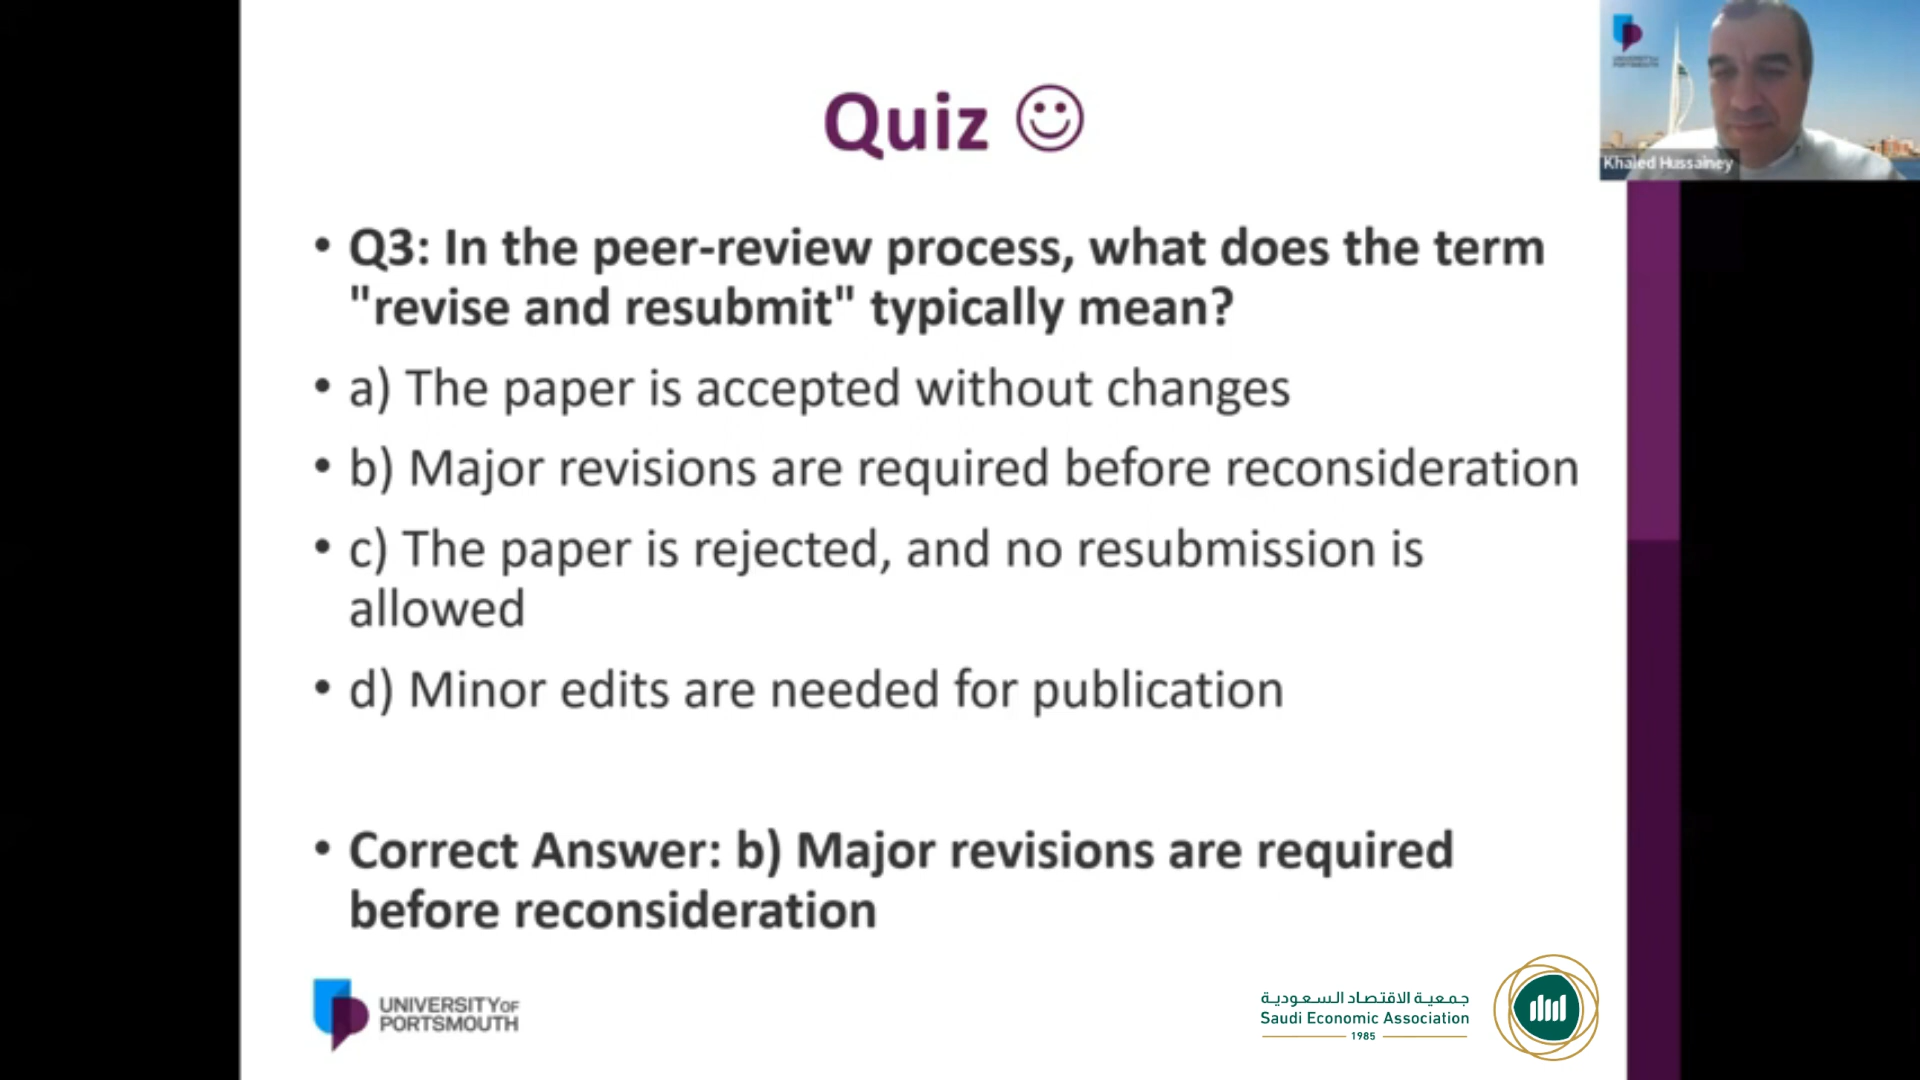 Quiz ☺
• Q3: In the peer-review process, what does the term
"revise and resubmit" typically mean?
• a) The paper is accepted without changes
• b) Major revisions are required before reconsideration
• c) The paper is rejected, and no resubmission is
allowed
• d) Minor edits are needed for publication
• Correct Answer: b) Major revisions are required
before reconsideration
UNIVERSITY OF
PORTSMOUTH
جمعية الاقتصاد السعودية
Saudi Economic Association
1985
UNIVERSITY OF
PORTSMOUTH
Khaled Hussainey